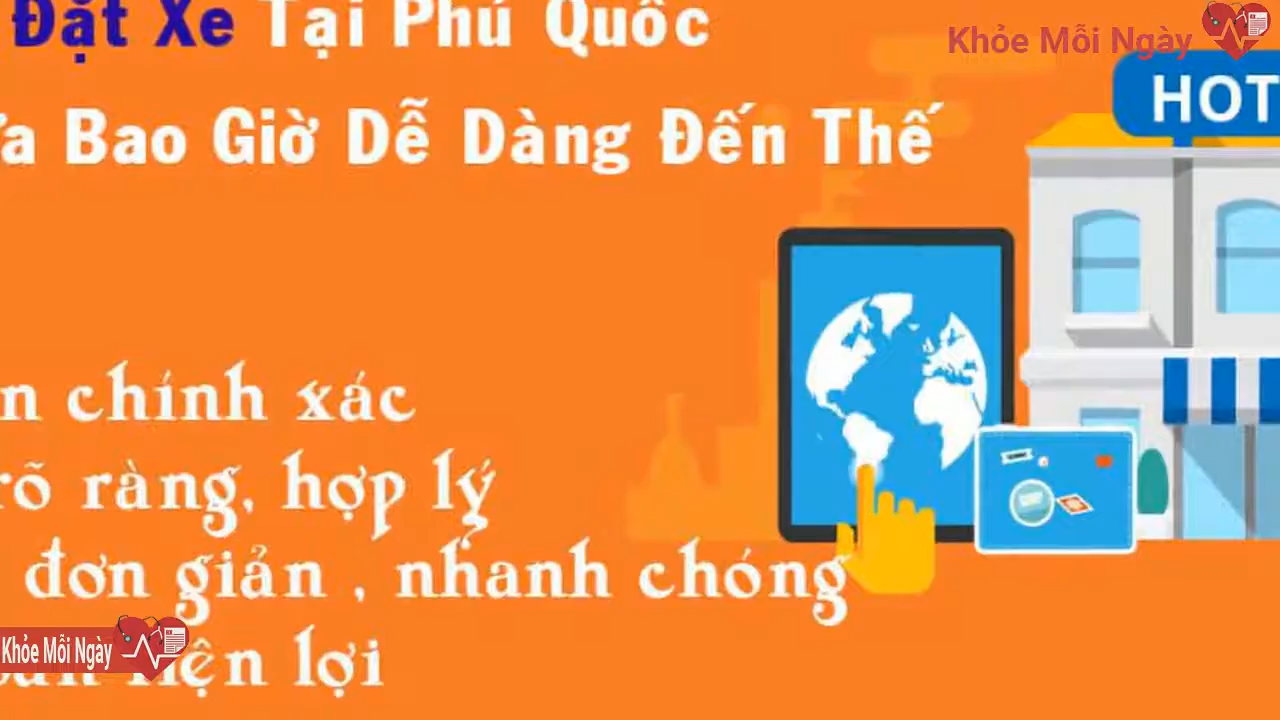 Đặt Xe Tại Phú Quốc
Khỏe Mỗi Ngày
HOT
Bao Giờ Dễ Dàng Đến Thế
chính xác
rõ ràng, hợp lý
đơn giản , nhanh chóng
Khỏe Mỗi Ngày
lợi